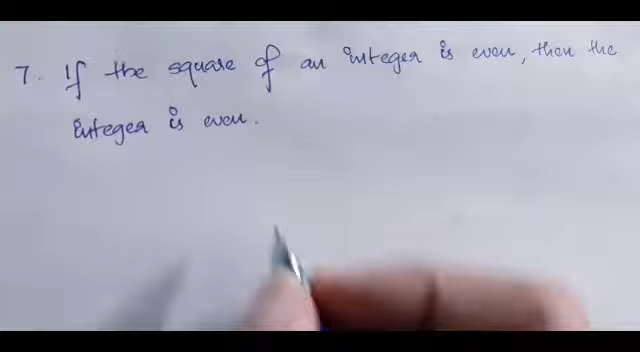 7. If the square of an integer is even, then the
integer is even.